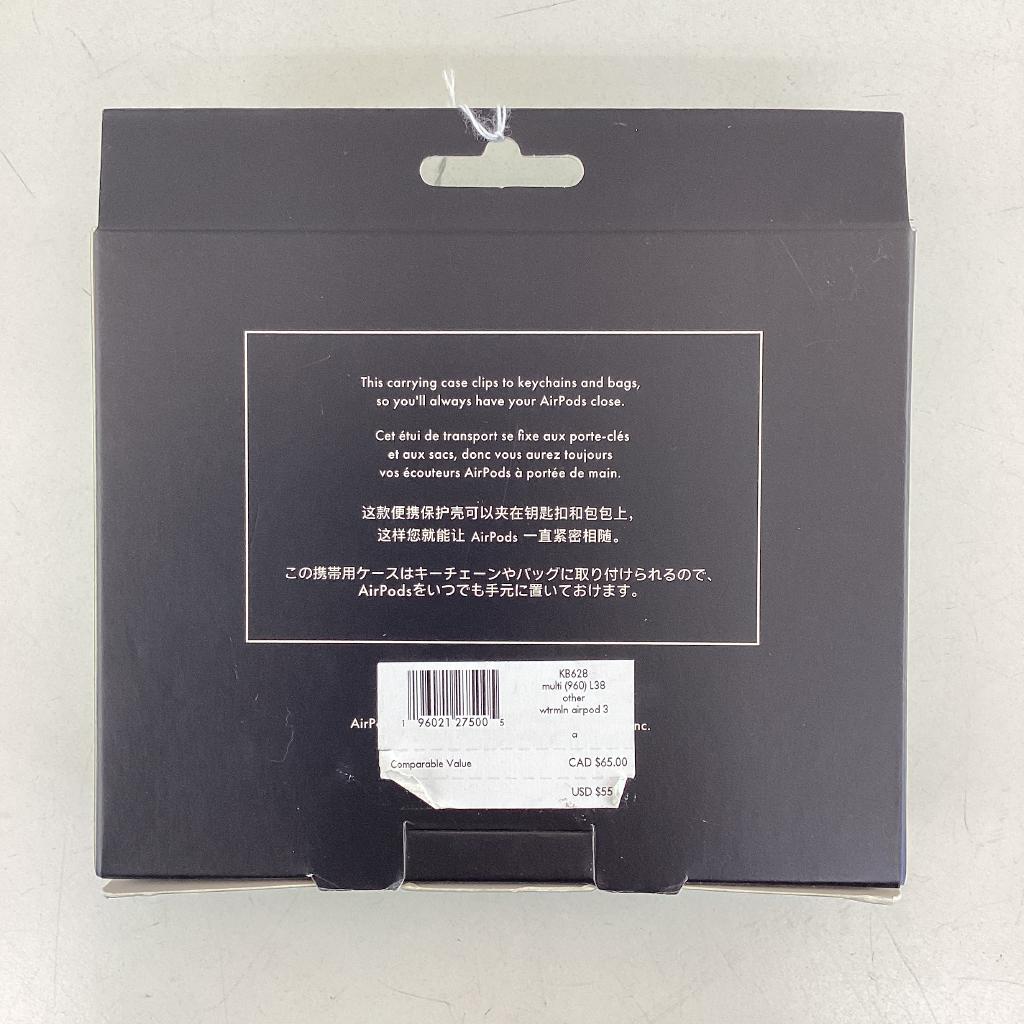 This carrying case clips to keychains and bags,
so you'll always have your AirPods close.
Cet étui de transport se fixe aux porte-clés
et aux sacs, donc vous aurez toujours
vos écouteurs AirPods à portée de main.
这款便携保护壳可以夹在钥匙扣和包包上，
这样您就能让 AirPods 一直紧密相随。
この携帯用ケースはキーチェーンやバッグに取り付けられるので、
AirPodsをいつでも手元に置いておけます。
KB628
multi (960) L38
other
wtrmln airpod 3
a
1 96021 27500 5
Comparable Value CAD $65.00
USD $55